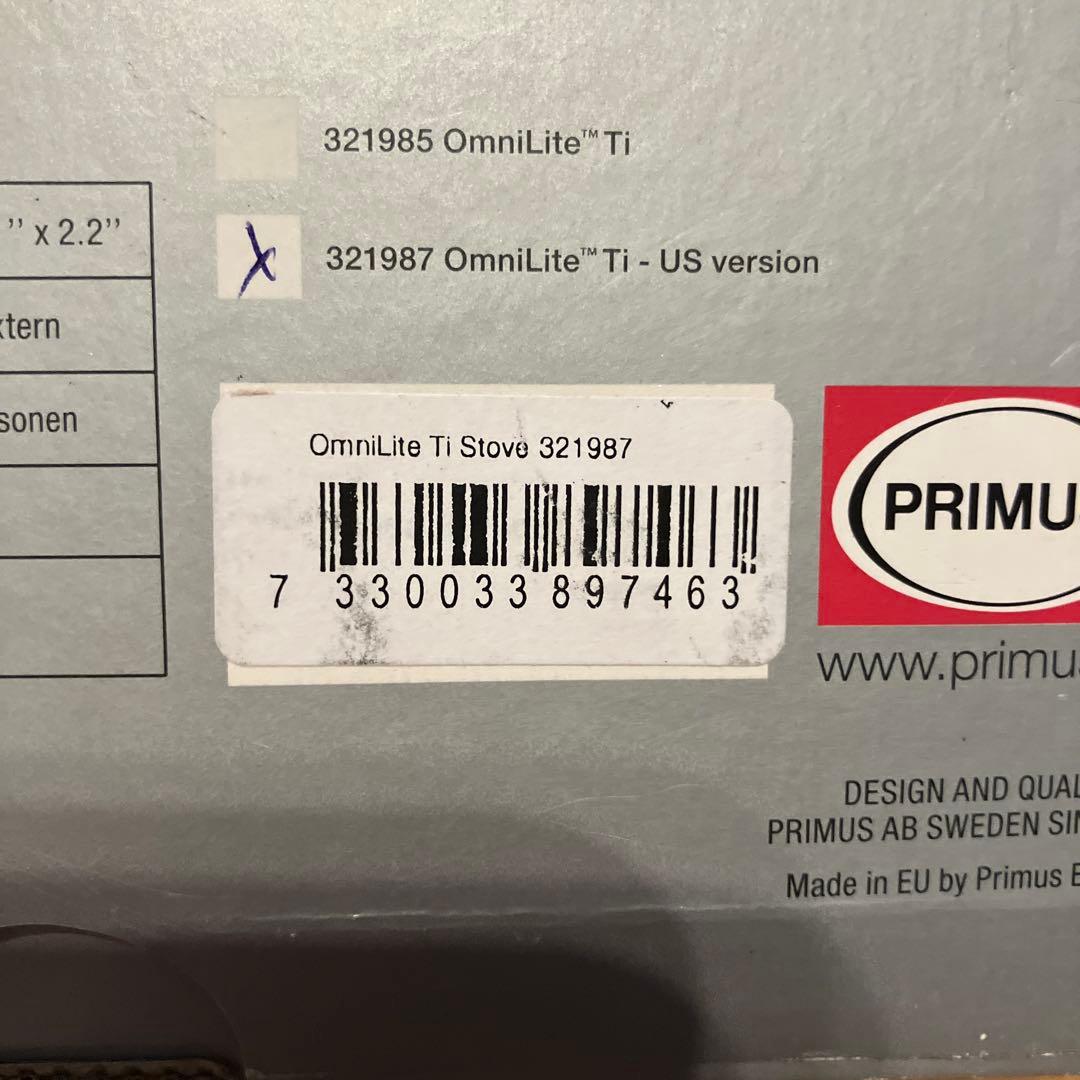 321985 OmniLite™ Ti
" x 2.2"
X 321987 OmniLite™ Ti - US version
xtern
sonen
OmniLite Ti Stove 321987
7 330033 897463
PRIMU
www.primu
DESIGN AND QUAL
PRIMUS AB SWEDEN SIN
Made in EU by Primus E